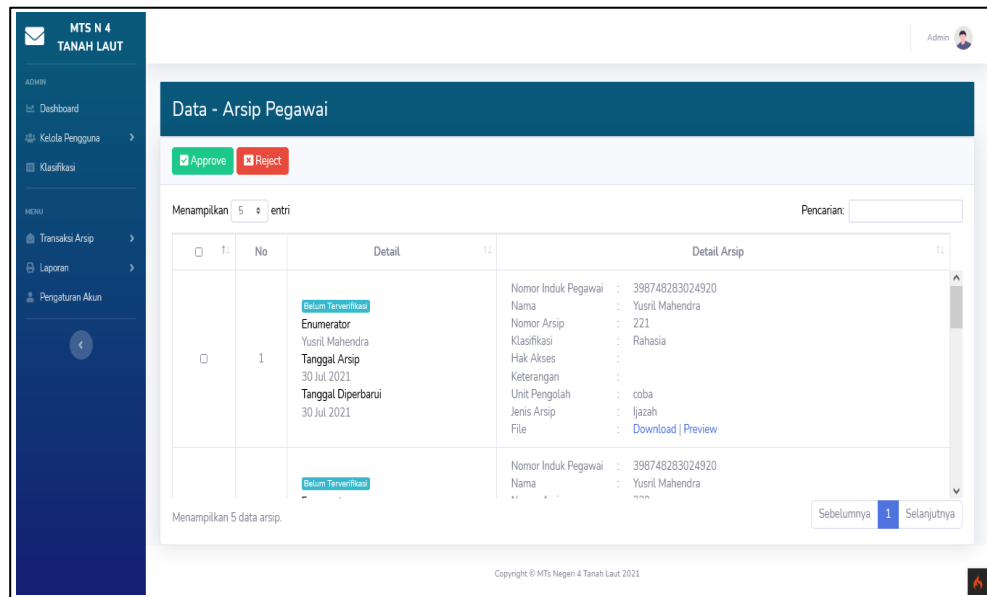 MTS N 4
TANAH LAUT
Admin
ADMIN
Dashboard
Kelola Pengguna
Klasifikasi
MENU
Transaksi Arsip
Laporan
Pengaturan Akun
Data - Arsip Pegawai
Approve Reject
Menampilkan 5 entri
Pencarian:
No Detail Detail Arsip
1
Belum Terverifikasi
Enumerator
Yusril Mahendra
Tanggal Arsip
30 Jul 2021
Tanggal Diperbarui
30 Jul 2021
Nomor Induk Pegawai : 398748283024920
Nama : Yusril Mahendra
Nomor Arsip : 221
Klasifikasi : Rahasia
Hak Akses :
Keterangan :
Unit Pengolah : coba
Jenis Arsip : Ijazah
File : Download | Preview
Belum Terverifikasi
Nomor Induk Pegawai : 398748283024920
Nama : Yusril Mahendra
Menampilkan 5 data arsip.
Sebelumnya 1 Selanjutnya
Copyright © MTs Negeri 4 Tanah Laut 2021